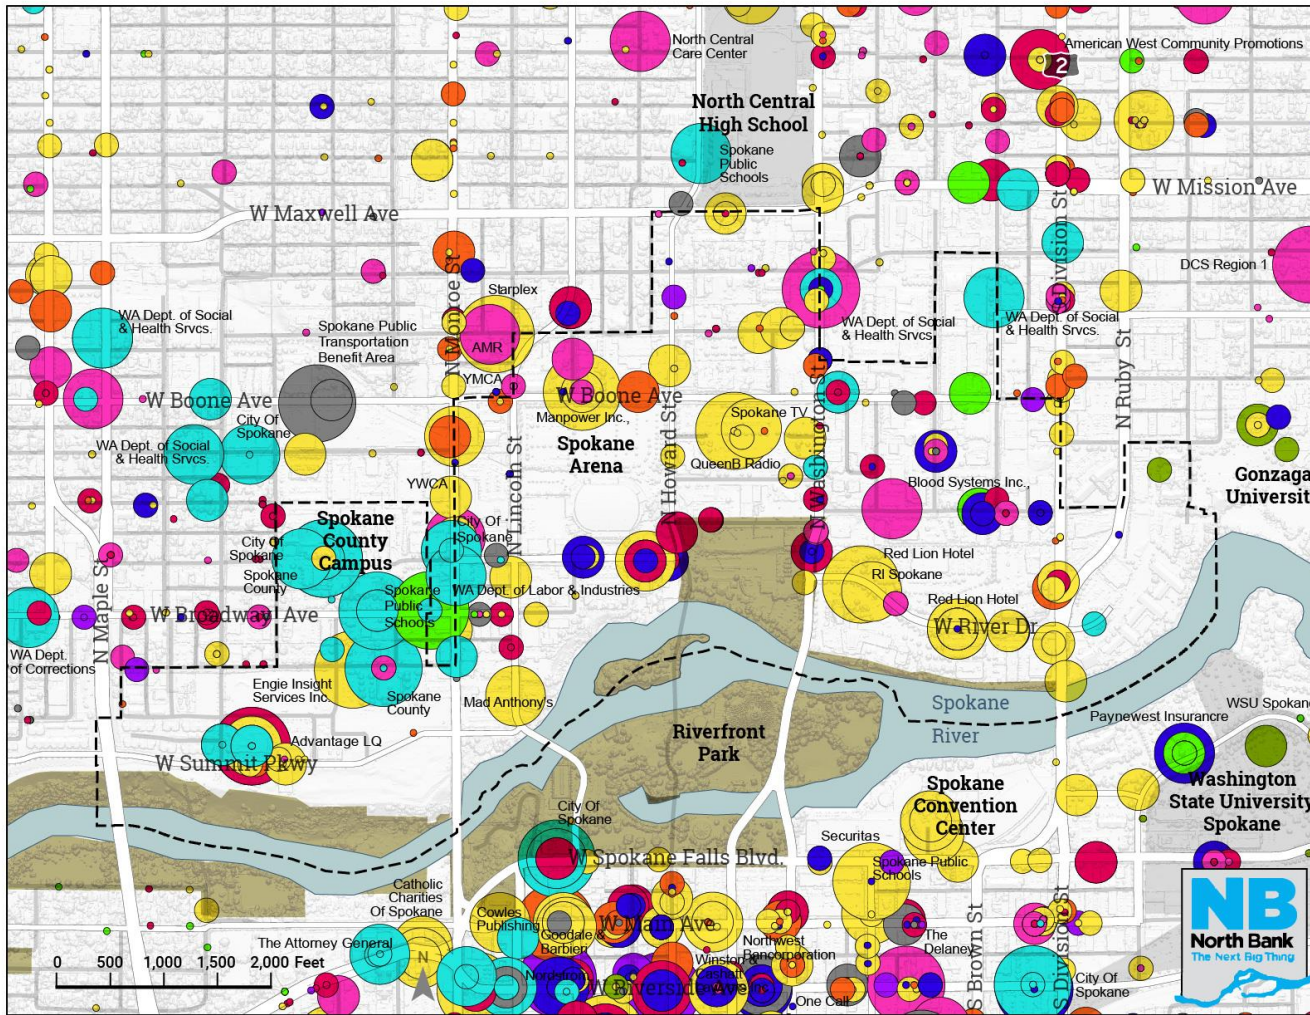 North Central
Care Center
American West Community Promotions
2
North Central
High School
Spokane
Public
Schools
W Mission Ave
W Maxwell Ave
N Monroe St
N Division St
DCS Region 1
Starplex
WA Dept. of Social
& Health Srvcs.
Spokane Public
Transportation
Benefit Area
AMR
WA Dept. of Social
& Health Srvcs.
WA Dept. of Social
& Health Srvcs.
N Ruby St
YMCA
W Boone Ave
W Boone Ave
Manpower Inc.,
City Of
Spokane
Spokane TV
N Washington St
N Howard St
WA Dept. of Social
& Health Srvcs.
Spokane
Arena
QueenB Radio
N Lincoln St
YWCA
Blood Systems Inc.,
Gonzaga
Universit
Spokane
County
Campus
City Of
Spokane
City Of
Spokane
Spokane
County
Red Lion Hotel
RI Spokane
Spokane
Public
Schools
WA Dept. of Labor & Industries
Red Lion Hotel
N Maple St
W Broadway Ave
W River Dr
WA Dept.
of Corrections
Engie Insight
Services Inc.
Spokane
County
Mad Anthony's
Spokane
River
Riverfront
Park
Paynewest Insurancre
WSU Spokan
Advantage LQ
W Summit Pkwy
Spokane
Convention
Center
Washington
State University
Spokane
City Of
Spokane
Securitas
W Spokane Falls Blvd.
Spokane Public
Schools
Catholic
Charities
Of Spokane
Cowles
Publishing
W Main Ave
Goodale &
Barbieri
Northwest
Bancorporation
The
Delaney
S Brown St
S Division St
NB
North Bank
The Next Big Thing
The Attorney General
N
0 500 1,000 1,500 2,000 Feet
Nordstrom
Winston &
Cashatt
W Riverside Ave
One Call
City Of
Spokane